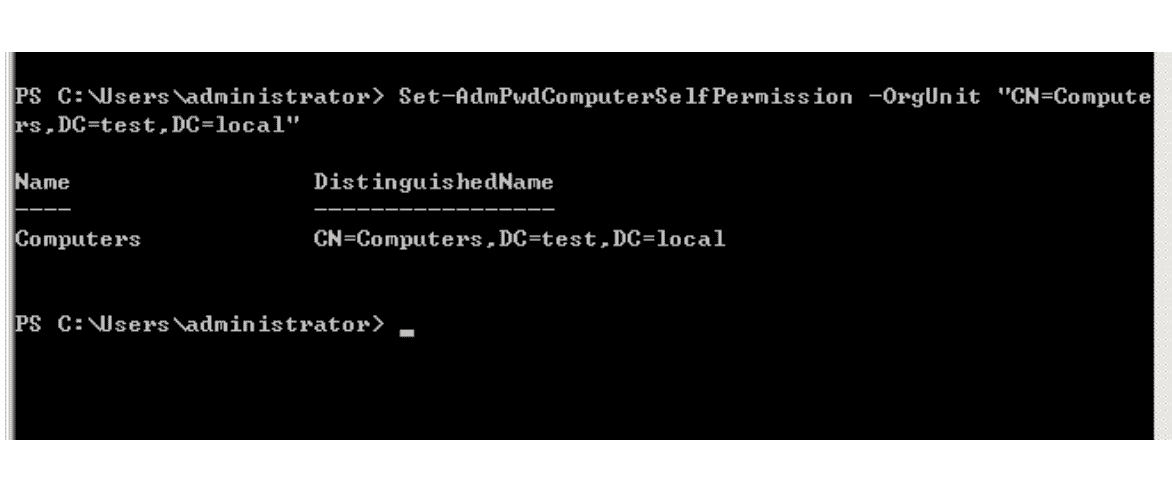 PS C:\Users\administrator> Set-AdmPwdComputerSelfPermission -OrgUnit "CN=Compute
rs,DC=test,DC=local"
Name                 DistinguishedName
----                 -----------------
Computers            CN=Computers,DC=test,DC=local
PS C:\Users\administrator> _